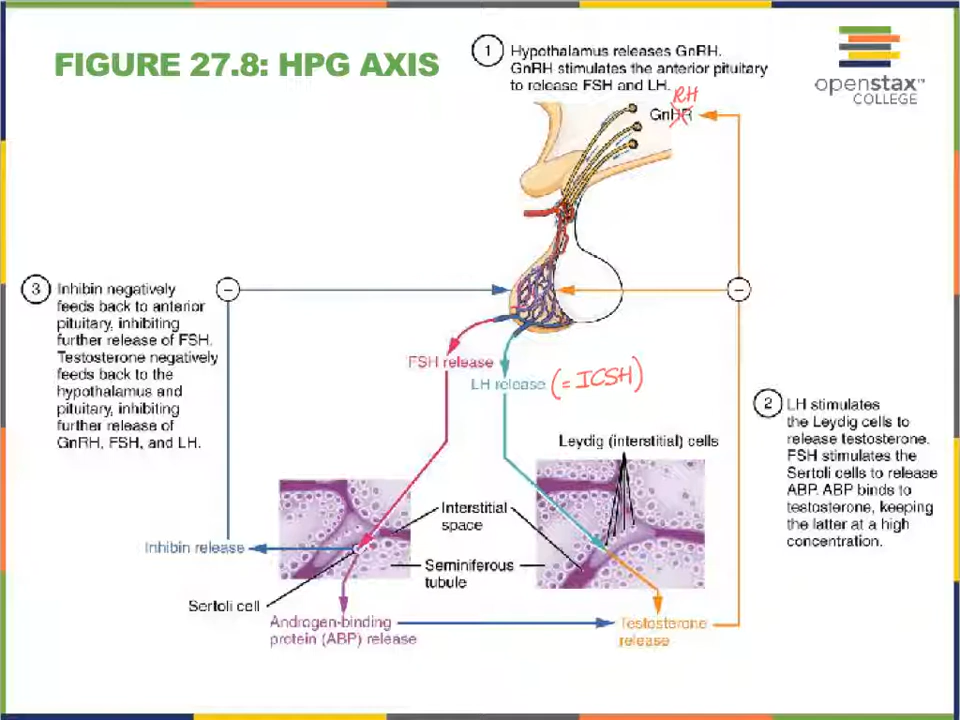 FIGURE 27.8: HPG AXIS
openstax™
COLLEGE
1
Hypothalamus releases GnRH.
GnRH stimulates the anterior pituitary
to release FSH and LH.
RH
GnHR
3
Inhibin negatively
feeds back to anterior
pituitary, inhibiting
further release of FSH.
Testosterone negatively
feeds back to the
hypothalamus and
pituitary, inhibiting
further release of
GnRH, FSH, and LH.
−
−
FSH release
LH release (= ICSH)
2
LH stimulates
the Leydig cells to
release testosterone.
FSH stimulates the
Sertoli cells to release
ABP. ABP binds to
testosterone, keeping
the latter at a high
concentration.
Leydig (interstitial) cells
Interstitial
space
Seminiferous
tubule
Inhibin release
Sertoli cell
Androgen-binding
protein (ABP) release
Testosterone
release